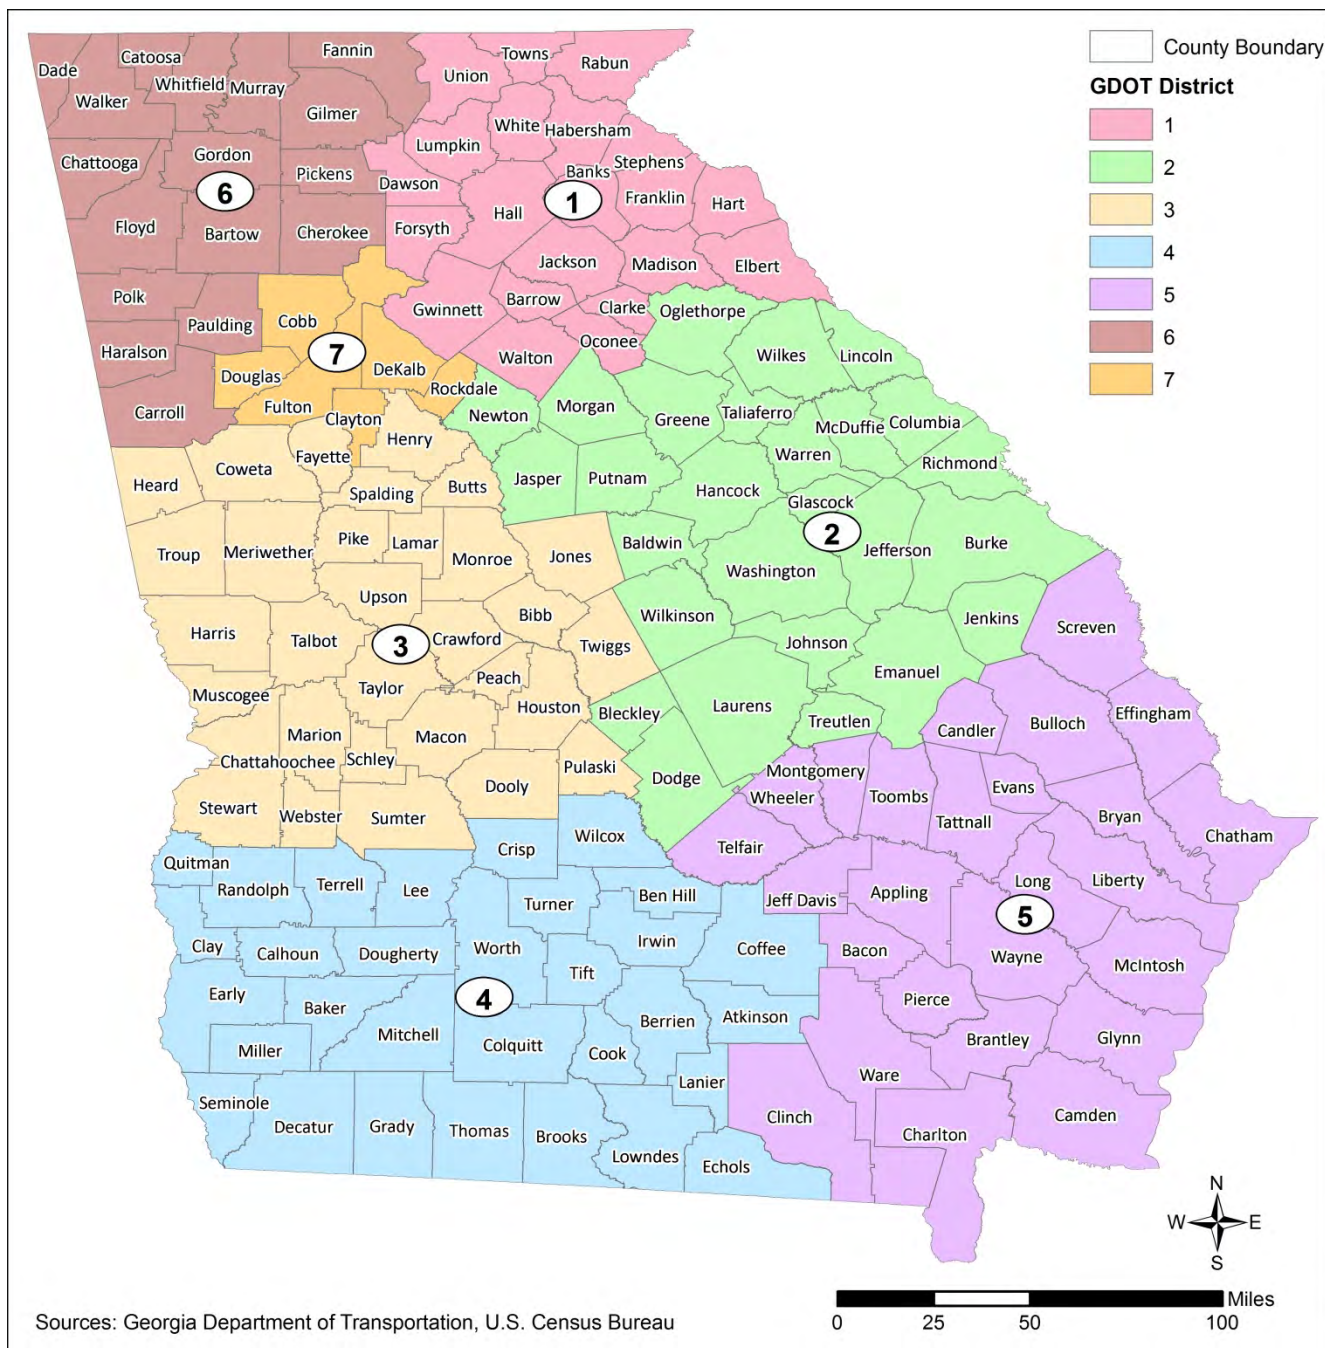 County Boundary
GDOT District
1
2
3
4
5
6
7
Fannin
Towns
Rabun
Catoosa
Dade
Union
Whitfield
Murray
Walker
Gilmer
White
Habersham
Lumpkin
Stephens
Chattooga
Gordon
Pickens
Banks
Dawson
6
1
Franklin
Hart
Hall
Floyd
Bartow
Cherokee
Forsyth
Jackson
Madison
Elbert
Polk
Gwinnett
Barrow
Clarke
Oglethorpe
Cobb
Paulding
Oconee
Haralson
7
Walton
Wilkes
Lincoln
Douglas
DeKalb
Rockdale
Carroll
Fulton
Clayton
Newton
Morgan
Greene
Taliaferro
McDuffie
Columbia
Henry
Warren
Fayette
Coweta
Richmond
Heard
Spalding
Butts
Jasper
Putnam
Hancock
Glascock
2
Troup
Meriwether
Pike
Lamar
Monroe
Jones
Baldwin
Jefferson
Burke
Washington
Upson
Bibb
Wilkinson
Jenkins
Screven
Harris
Talbot
3
Crawford
Twiggs
Johnson
Emanuel
Peach
Taylor
Muscogee
Houston
Laurens
Bleckley
Treutlen
Effingham
Marion
Macon
Candler
Bulloch
Chattahoochee
Schley
Pulaski
Dodge
Montgomery
Dooly
Wheeler
Toombs
Evans
Stewart
Webster
Sumter
Tattnall
Bryan
Wilcox
Chatham
Crisp
Telfair
Quitman
Randolph
Terrell
Lee
Ben Hill
Jeff Davis
Appling
Long
Liberty
Turner
5
Clay
Calhoun
Dougherty
Worth
Irwin
Coffee
Bacon
Wayne
McIntosh
Tift
Early
4
Baker
Pierce
Berrien
Atkinson
Mitchell
Brantley
Glynn
Miller
Colquitt
Cook
Lanier
Ware
Seminole
Decatur
Grady
Thomas
Brooks
Clinch
Charlton
Camden
Lowndes
Echols
N
W
E
S
Miles
0
25
50
100
Sources: Georgia Department of Transportation, U.S. Census Bureau